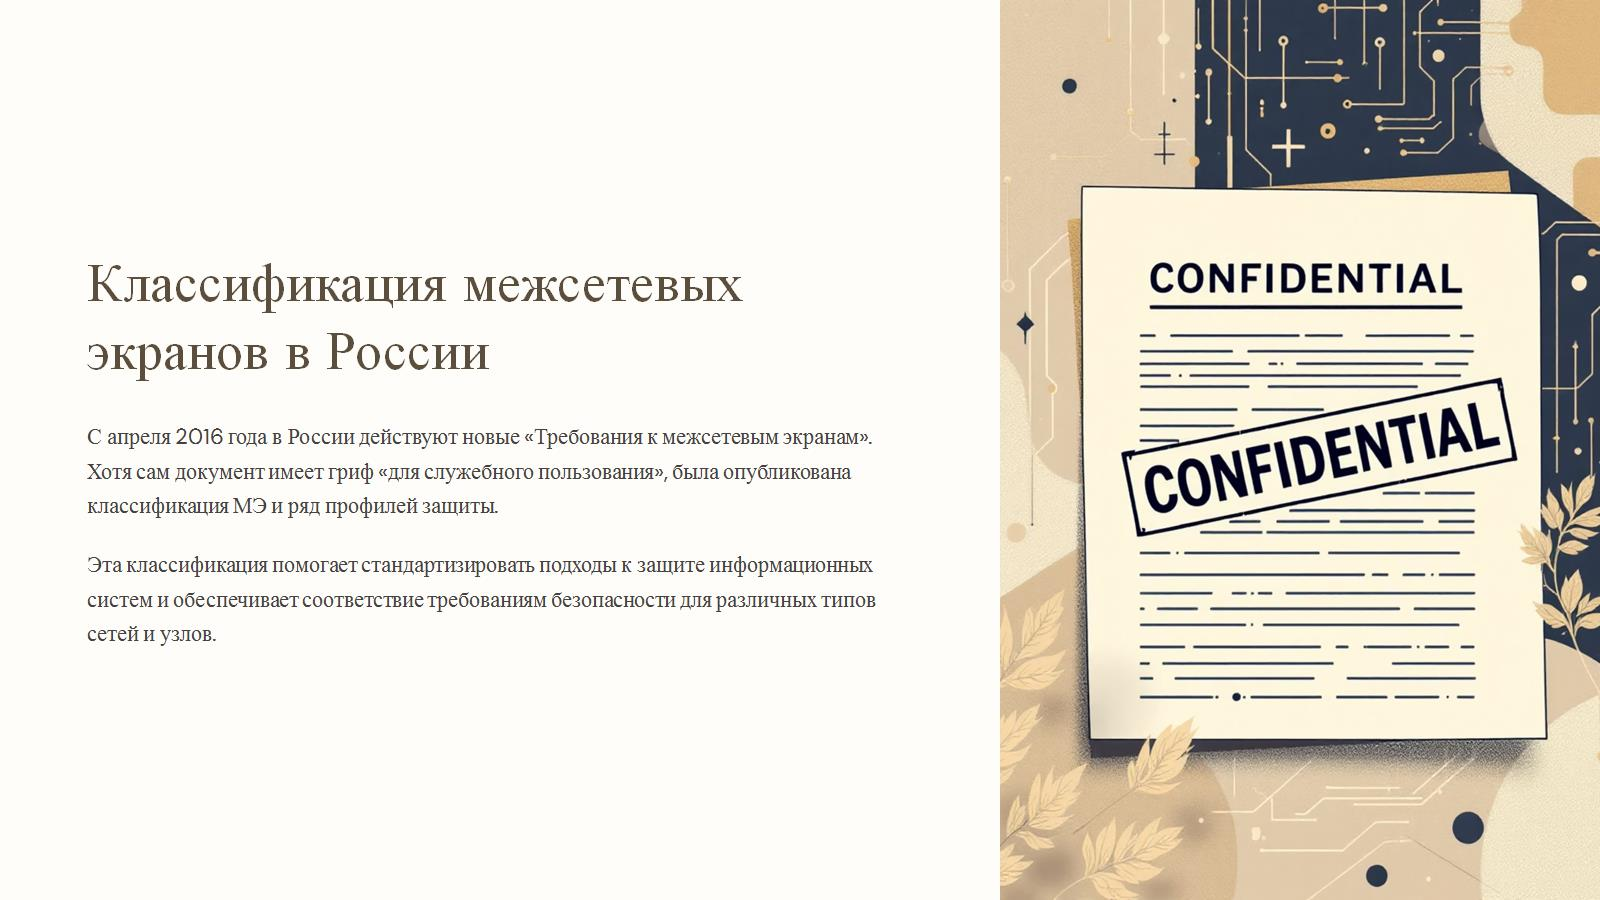 Классификация межсетевых
экранов в России
С апреля 2016 года в России действуют новые «Требования к межсетевым экранам».
Хотя сам документ имеет гриф «для служебного пользования», была опубликована
классификация МЭ и ряд профилей защиты.
Эта классификация помогает стандартизировать подходы к защите информационных
систем и обеспечивает соответствие требованиям безопасности для различных типов
сетей и узлов.
CONFIDENTIAL
CONFIDENTIAL